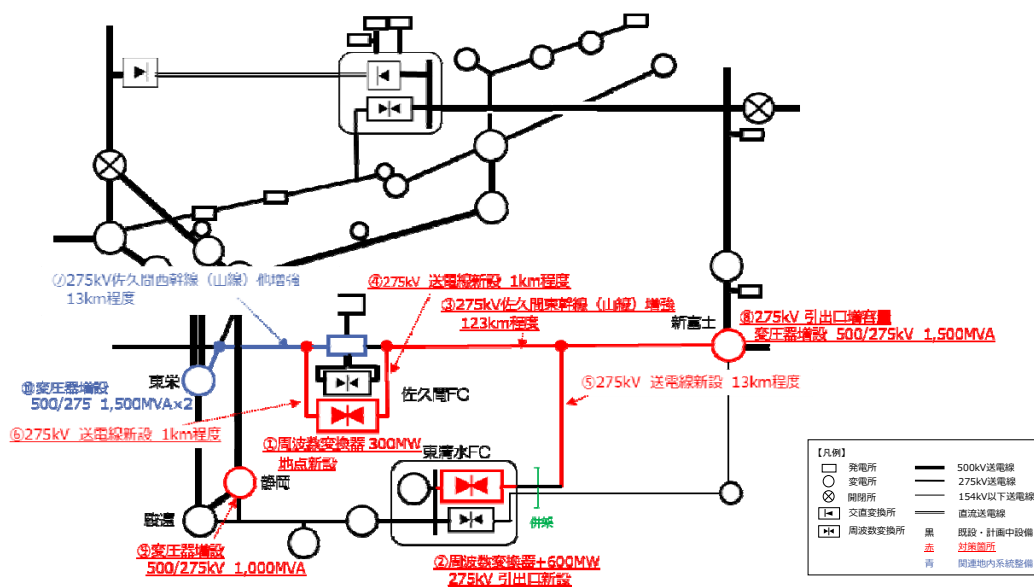 ⑦275kV佐久間西幹線（山線）他増強
13km程度
④275kV 送電線新設 1km程度
③275kV佐久間東幹線（山線）増強
123km程度
新富士
⑧275kV 引出口増容量
変圧器増設 500/275kV 1,500MVA
東栄
⑩変圧器増設
500/275 1,500MVA×2
佐久間FC
⑤275kV 送電線新設 13km程度
⑥275kV 送電線新設 1km程度
①周波数変換器 300MW
地点新設
東清水FC
静岡
駿遠
併架
⑨変圧器増設
500/275kV 1,000MVA
②周波数変換器+600MW
275kV 引出口新設
【凡例】
発電所 500kV送電線
変電所 275kV送電線
開閉所 154kV以下送電線
交直変換所 直流送電線
周波数変換所 黒 既設・計画中設備
赤 対策箇所
青 関連地内系統整備